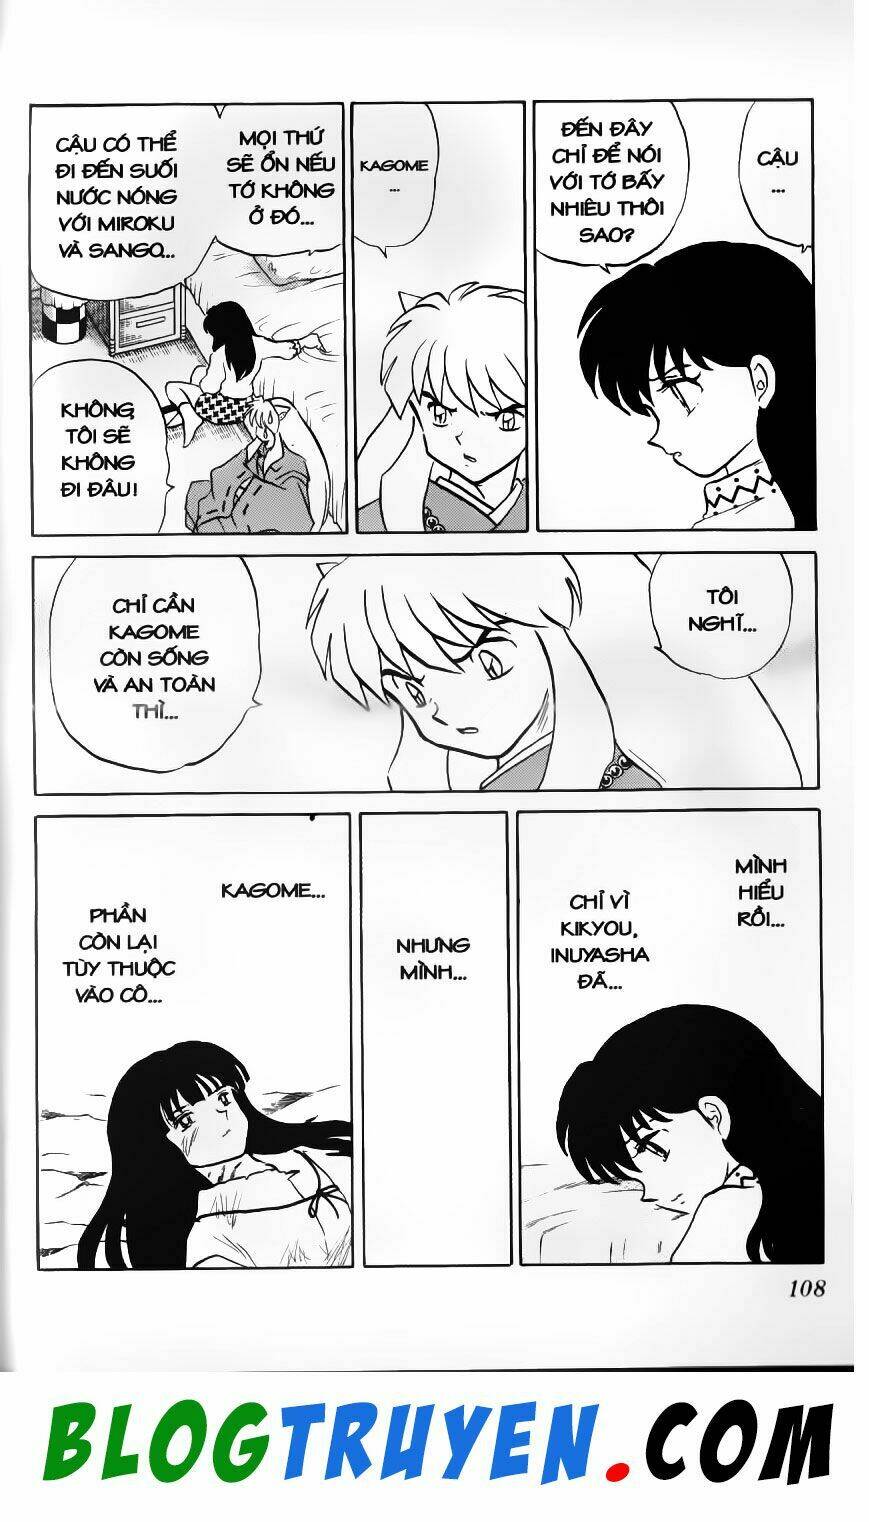 CẬU
...
ĐẾN ĐÂY
CHỈ ĐỂ NÓI
VỚI TỚ BẤY
NHIÊU THÔI
SAO?
KAGOME
...
MỌI THỨ
SẼ ỔN NẾU
TỚ KHÔNG
Ở ĐÓ...
CẬU CÓ THỂ
ĐI ĐẾN SUỐI
NƯỚC NÓNG
VỚI MIROKU
VÀ SANGO...
KHÔNG,
TÔI SẼ
KHÔNG
ĐI ĐÂU!
TÔI
NGHĨ...
CHỈ CẦN
KAGOME
CÒN SỐNG
VÀ AN TOÀN
THÌ...
MÌNH
HIỂU
RỒI...
CHỈ VÌ
KIKYOU,
INUYASHA
ĐÃ...
NHƯNG
MÌNH...
KAGOME...
PHẦN
CÒN LẠI
TÙY THUỘC
VÀO CÔ...
108
BLOGTRUYEN.COM